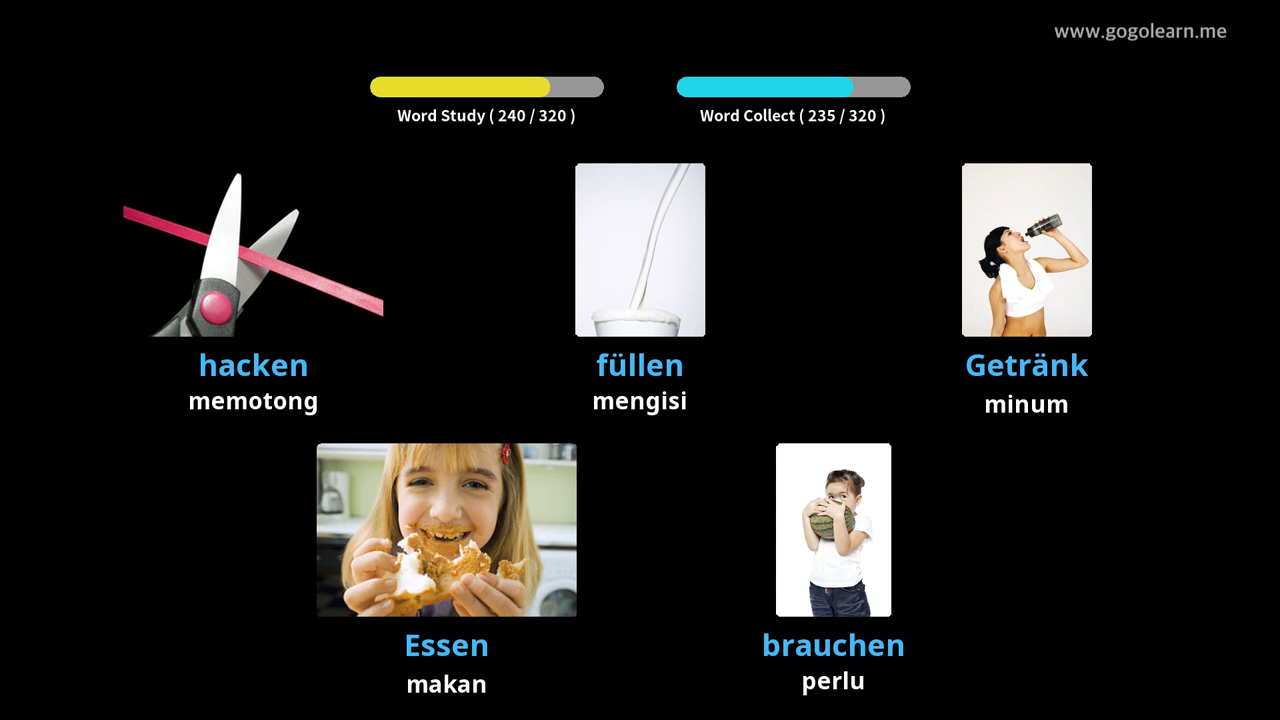 www.gogolearn.me
Word Study ( 240 / 320 )
Word Collect ( 235 / 320 )
hacken
memotong
füllen
mengisi
Getränk
minum
Essen
makan
brauchen
perlu